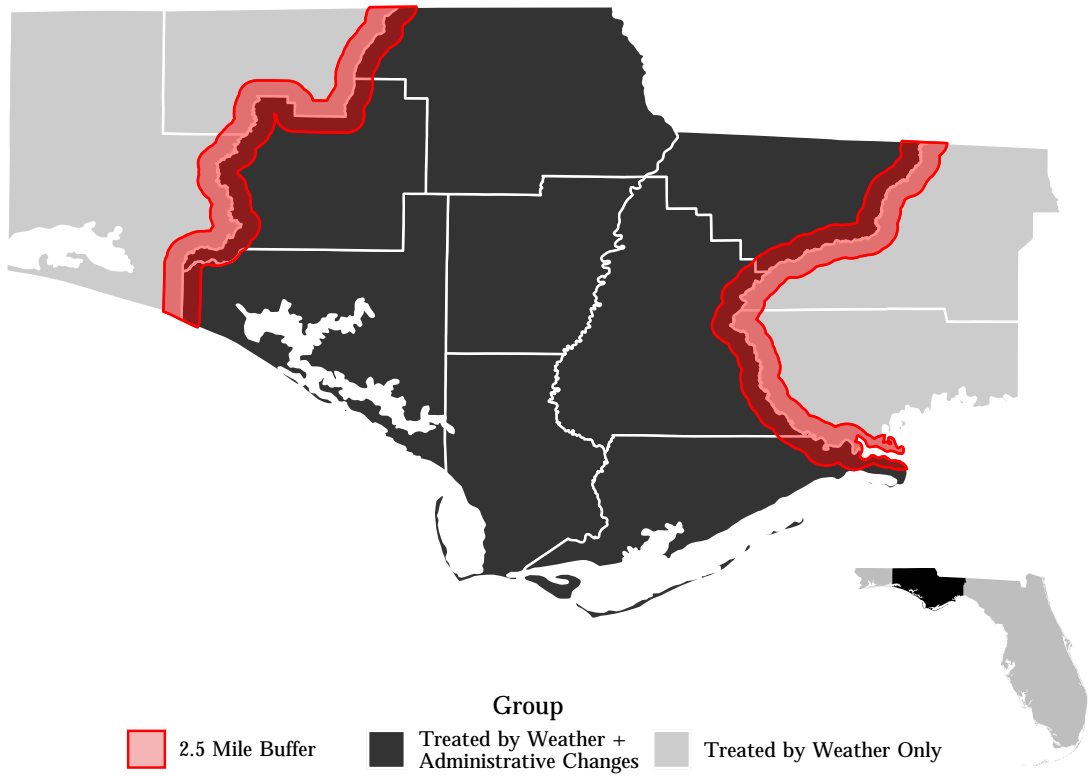 Group
2.5 Mile Buffer
Treated by Weather +
Administrative Changes
Treated by Weather Only